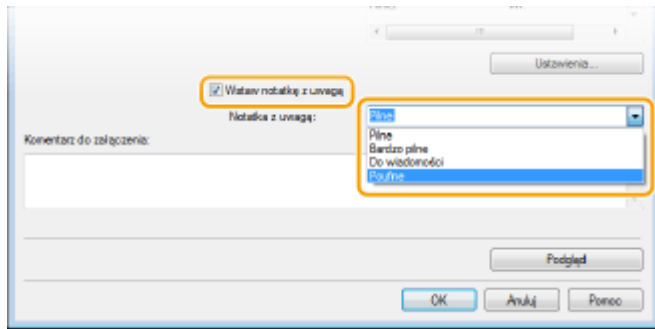 Ustawienia...
Wstaw notatkę z uwagą
Notatka z uwagą:
Pilne
Pilne
Bardzo pilne
Do wiadomości
Poufne
Komentarz do załączenia:
Podgląd
OK
Anuluj
Pomoc